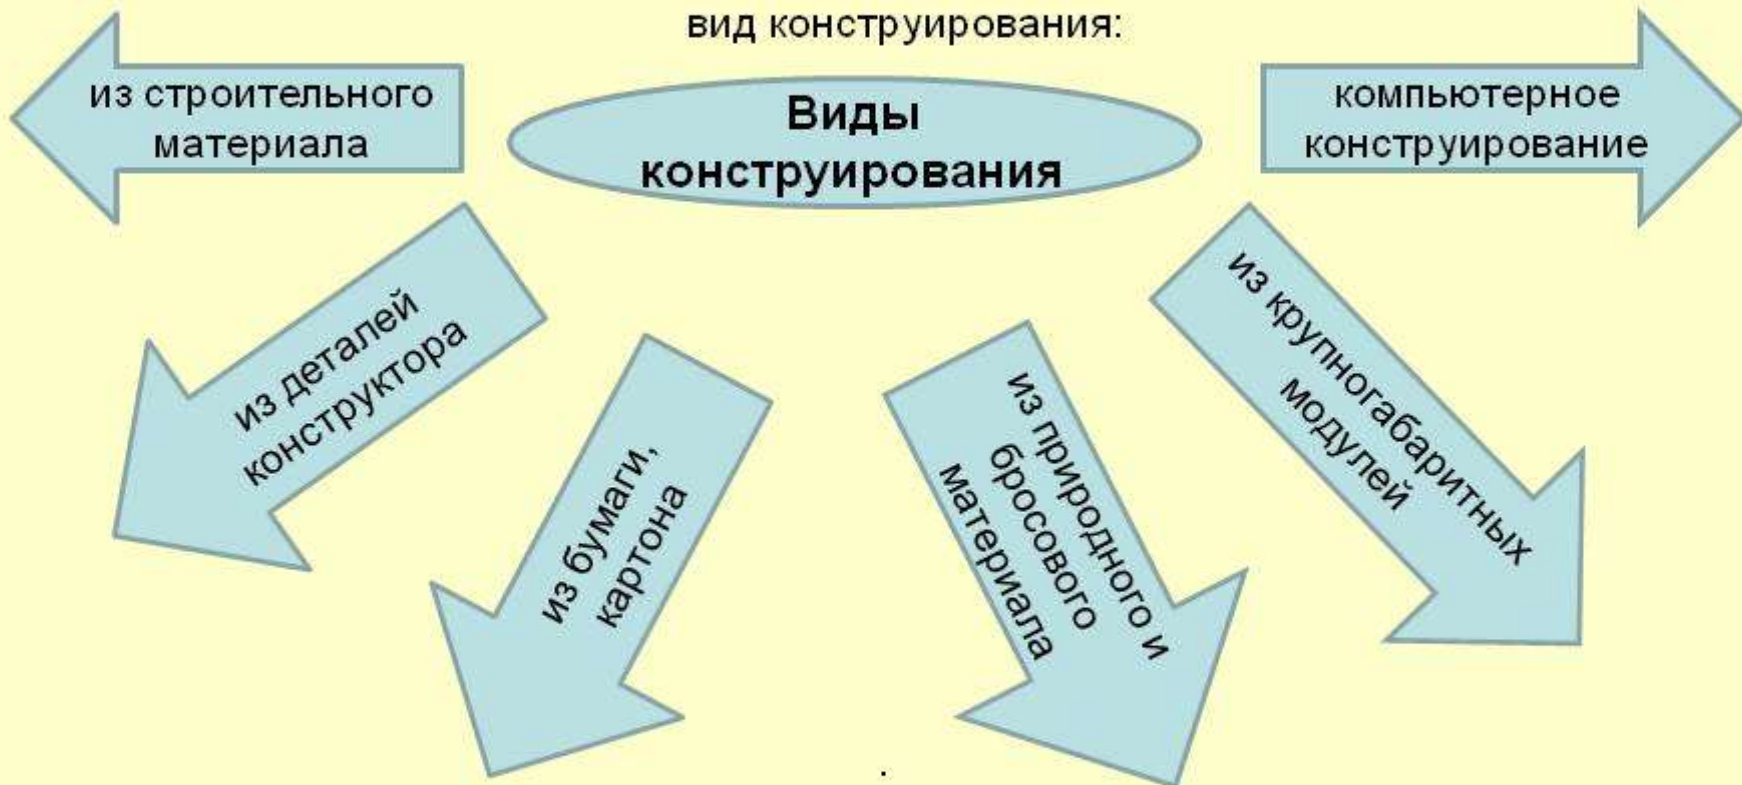 вид конструирования:
Виды
конструирования
из строительного
материала
компьютерное
конструирование
из деталей
конструктора
из бумаги,
картона
из природного и
бросового
материала
из крупногабаритных
модулей
.